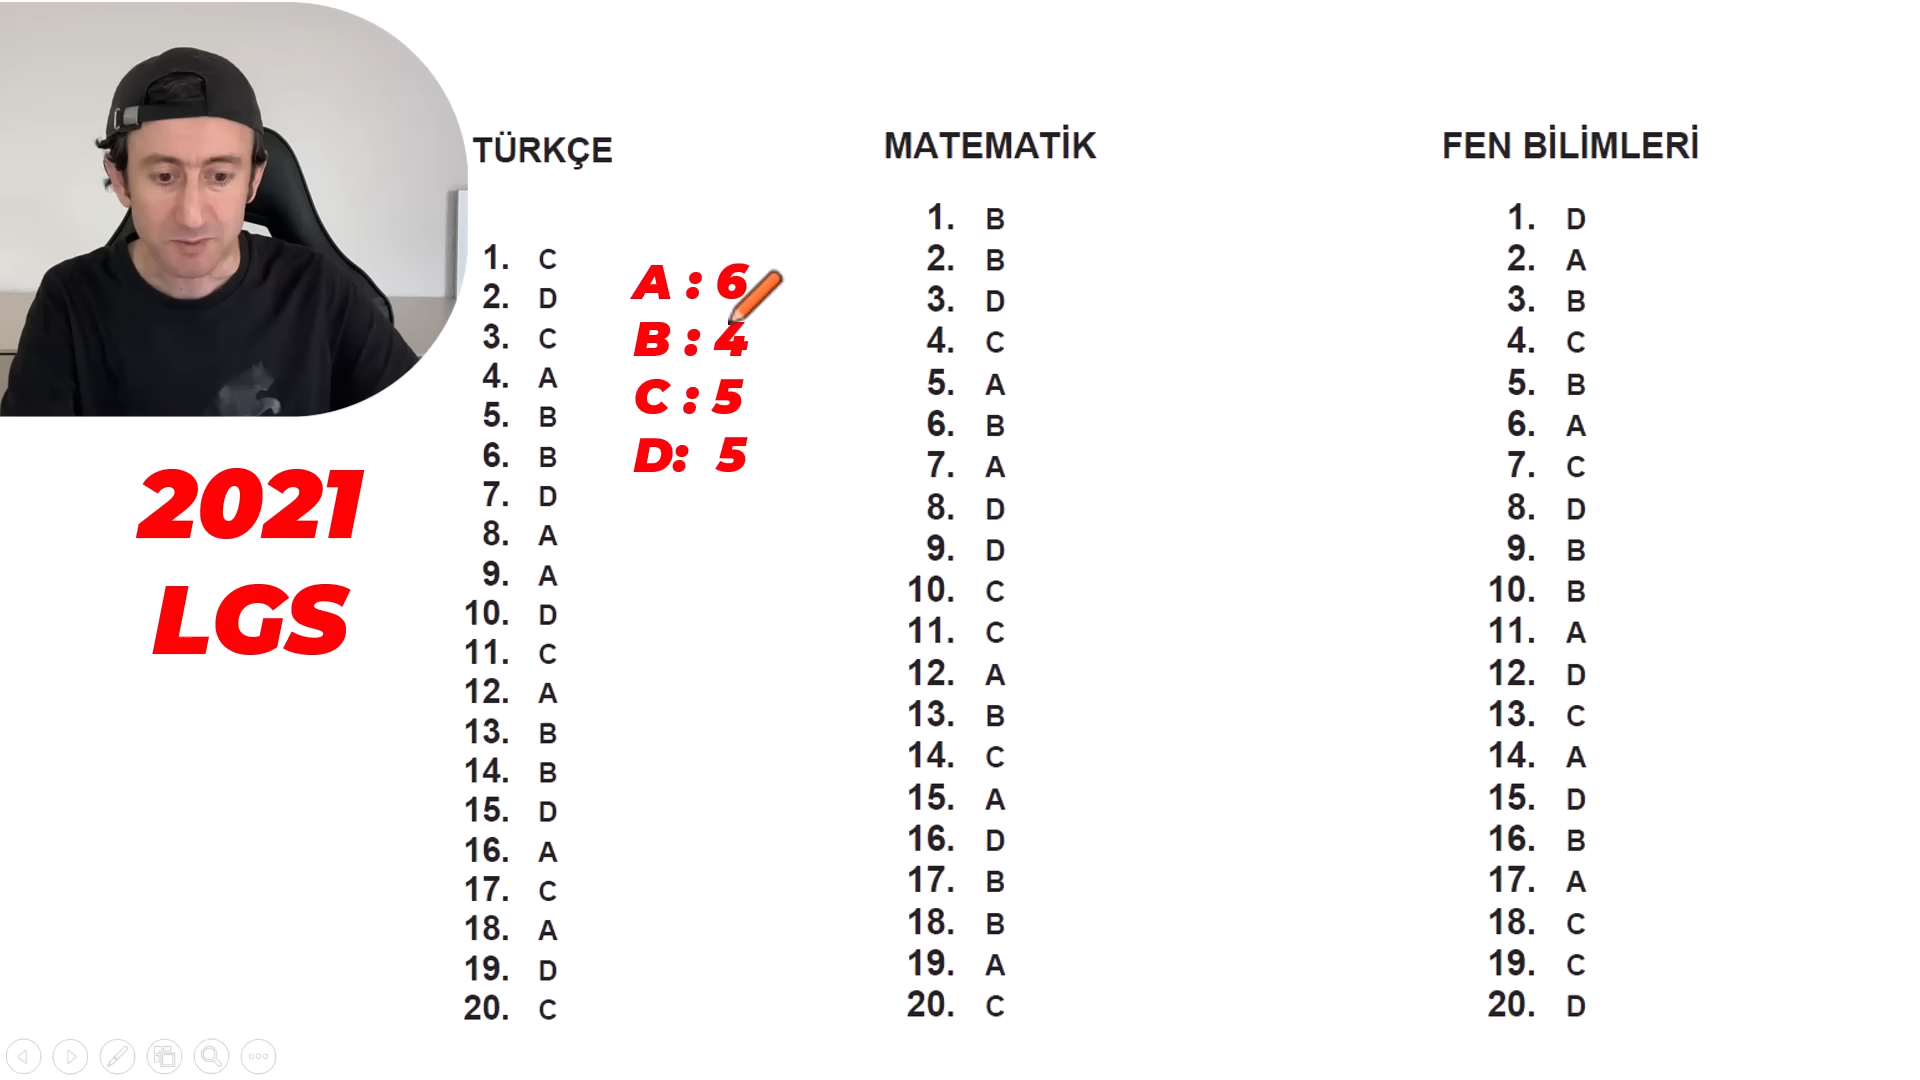 2021
LGS
TÜRKÇE
1. C
2. D
3. C
4. A
5. B
6. B
7. D
8. A
9. A
10. D
11. C
12. A
13. B
14. B
15. D
16. A
17. C
18. A
19. D
20. C
A : 6
B : 4
C : 5
D: 5
MATEMATİK
1. B
2. B
3. D
4. C
5. A
6. B
7. A
8. D
9. D
10. C
11. C
12. A
13. B
14. C
15. A
16. D
17. B
18. B
19. A
20. C
FEN BİLİMLERİ
1. D
2. A
3. B
4. C
5. B
6. A
7. C
8. D
9. B
10. B
11. A
12. D
13. C
14. A
15. D
16. B
17. A
18. C
19. C
20. D